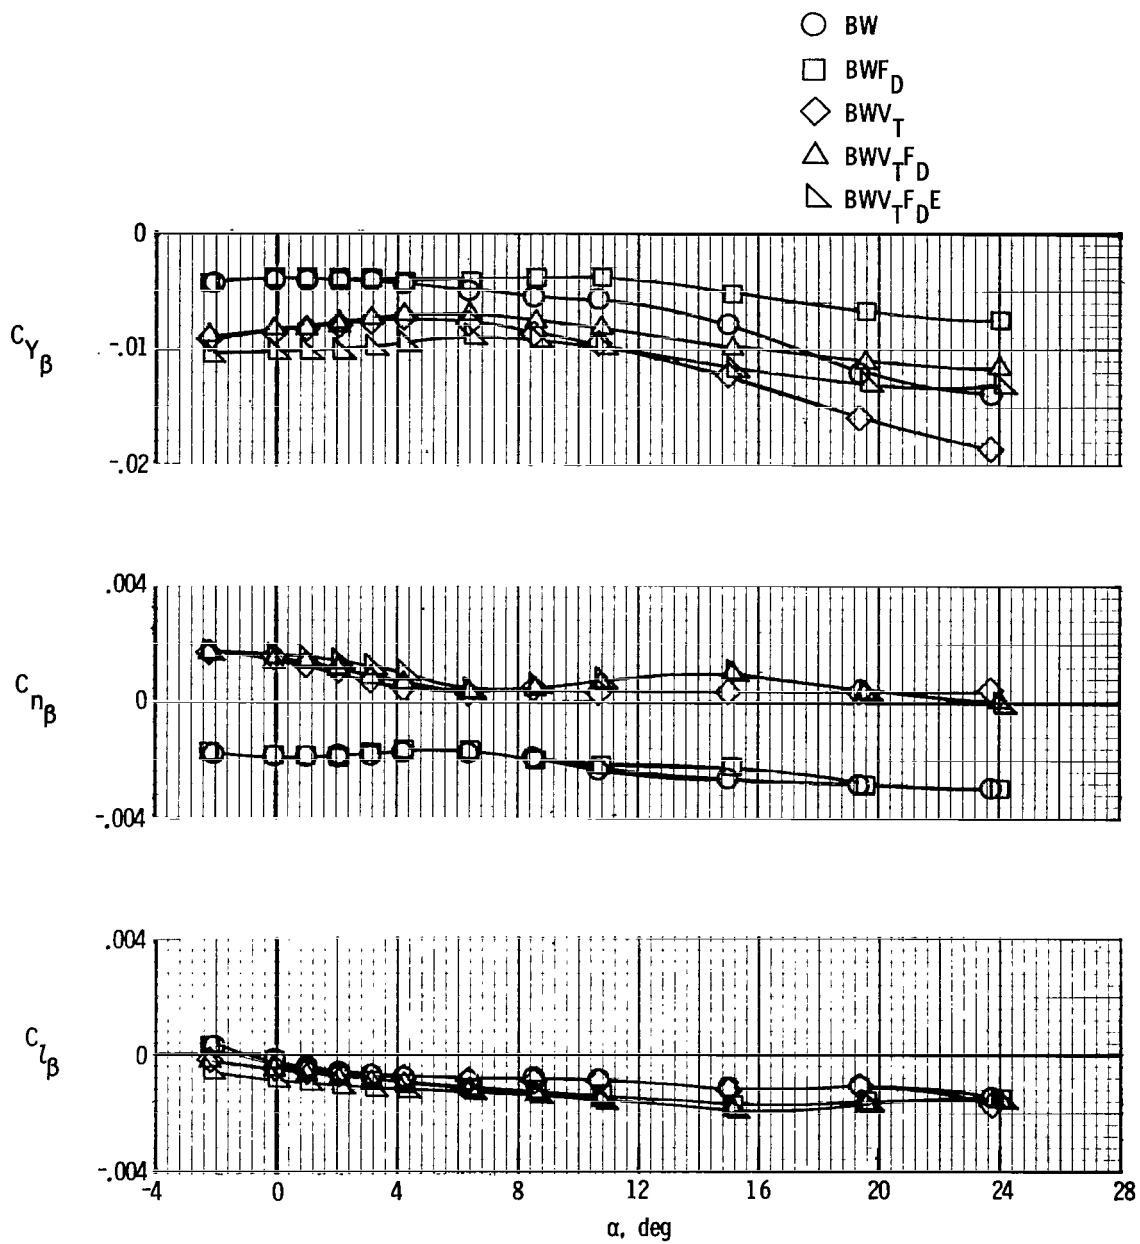 BW
BWF_D
BWV_T
BWV_TF_D
BWV_TF_DE
0
C_Yβ
-.01
-.02
.004
C_nβ
0
-.004
.004
C_lβ
0
-.004
-4 0 4 8 12 16 20 24 28
α, deg